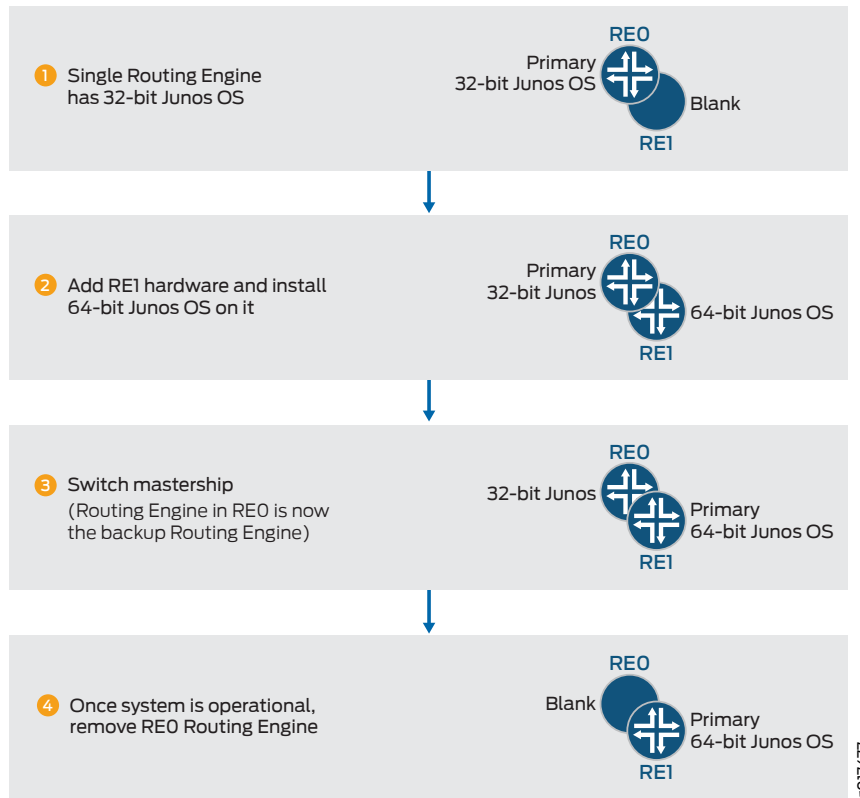 1 Single Routing Engine
has 32-bit Junos OS
RE0
Primary
32-bit Junos OS
Blank
RE1
2 Add RE1 hardware and install
64-bit Junos OS on it
RE0
Primary
32-bit Junos
64-bit Junos OS
RE1
3 Switch mastership
(Routing Engine in RE0 is now
the backup Routing Engine)
RE0
32-bit Junos
Primary
64-bit Junos OS
RE1
4 Once system is operational,
remove RE0 Routing Engine
RE0
Blank
Primary
64-bit Junos OS
RE1